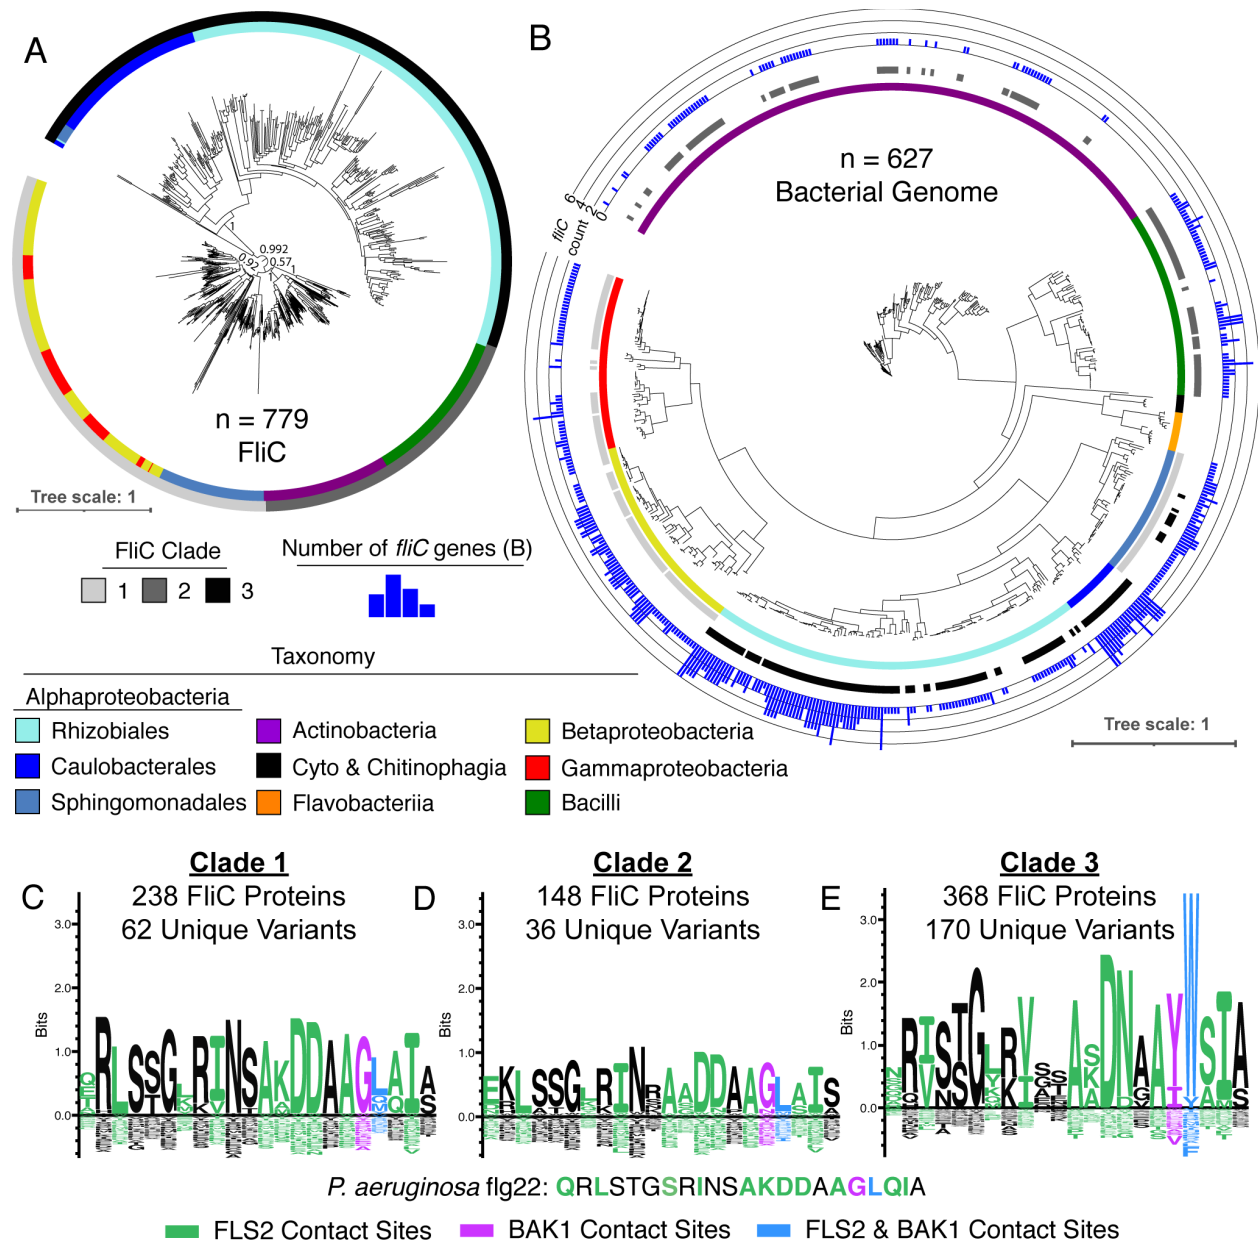 A
B
n = 627
Bacterial Genome
6
4
2
0
fliC
count
1
0.992
0.92
0.57
1
1
n = 779
FliC
Tree scale: 1
Tree scale: 1
FliC Clade
1
2
3
Number of fliC genes (B)
Taxonomy
Alphaproteobacteria
Rhizobiales
Actinobacteria
Betaproteobacteria
Caulobacterales
Cyto & Chitinophagia
Gammaproteobacteria
Sphingomonadales
Flavobacteriia
Bacilli
Clade 1
Clade 2
Clade 3
C
238 FliC Proteins
62 Unique Variants
D
148 FliC Proteins
36 Unique Variants
E
368 FliC Proteins
170 Unique Variants
3.0
2.0
1.0
0.0
Bits
3.0
2.0
1.0
0.0
Bits
3.0
2.0
1.0
0.0
Bits
P. aeruginosa flg22: QRLSTGSRINSAKDDAAGLQIA
FLS2 Contact Sites
BAK1 Contact Sites
FLS2 & BAK1 Contact Sites